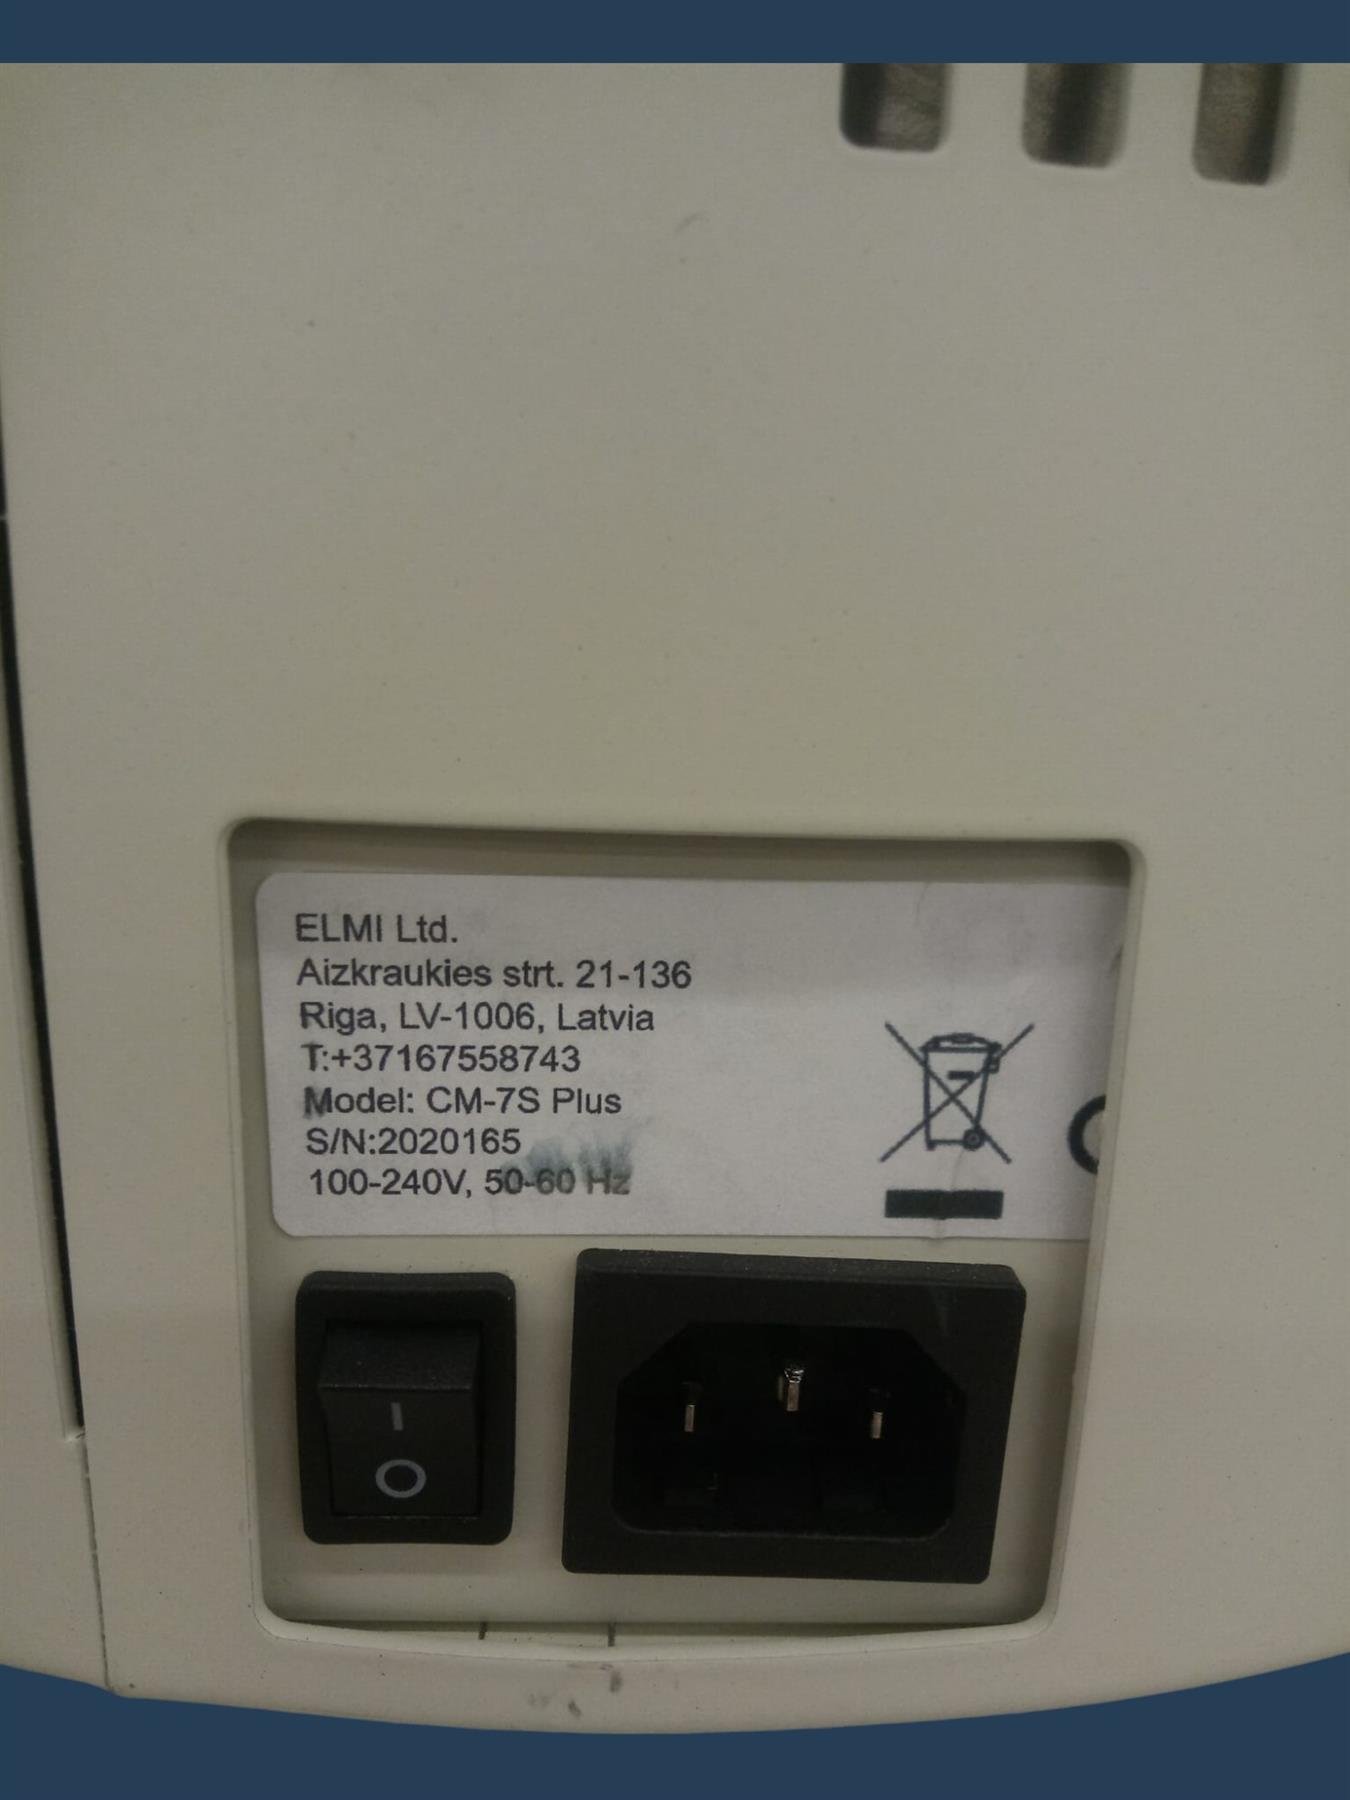 ELMI Ltd.
Aizkraukies strt. 21-136
Riga, LV-1006, Latvia
T:+37167558743
Model: CM-7S Plus
S/N:2020165
100-240V, 50-60 Hz